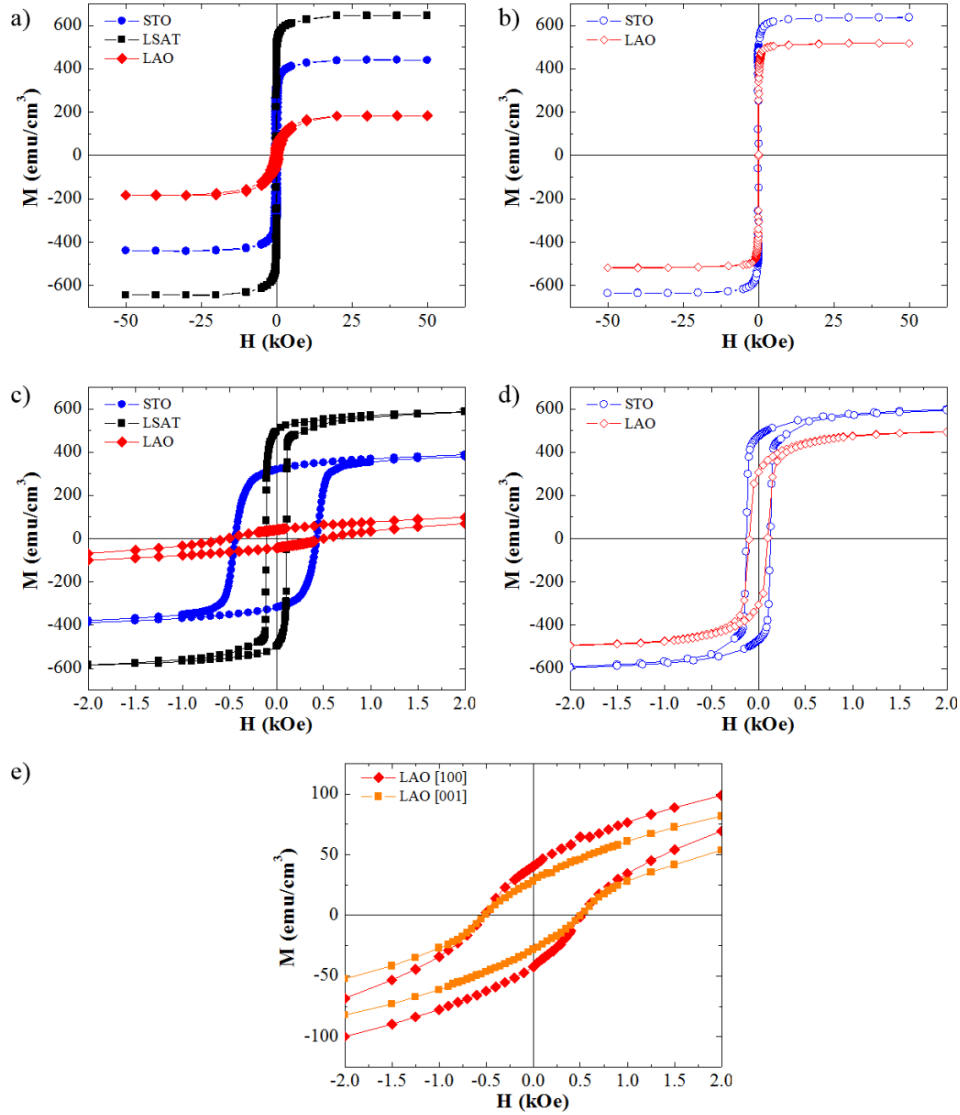 a)
STO
LSAT
LAO
M (emu/cm³)
600
400
200
0
-200
-400
-600
-50 -25 0 25 50
H (kOe)
b)
STO
LAO
M (emu/cm³)
600
400
200
0
-200
-400
-600
-50 -25 0 25 50
H (kOe)
c)
STO
LSAT
LAO
M (emu/cm³)
600
400
200
0
-200
-400
-600
-2.0 -1.5 -1.0 -0.5 0.0 0.5 1.0 1.5 2.0
H (kOe)
d)
STO
LAO
M (emu/cm³)
600
400
200
0
-200
-400
-600
-2.0 -1.5 -1.0 -0.5 0.0 0.5 1.0 1.5 2.0
H (kOe)
e)
LAO [100]
LAO [001]
M (emu/cm³)
100
50
0
-50
-100
-2.0 -1.5 -1.0 -0.5 0.0 0.5 1.0 1.5 2.0
H (kOe)